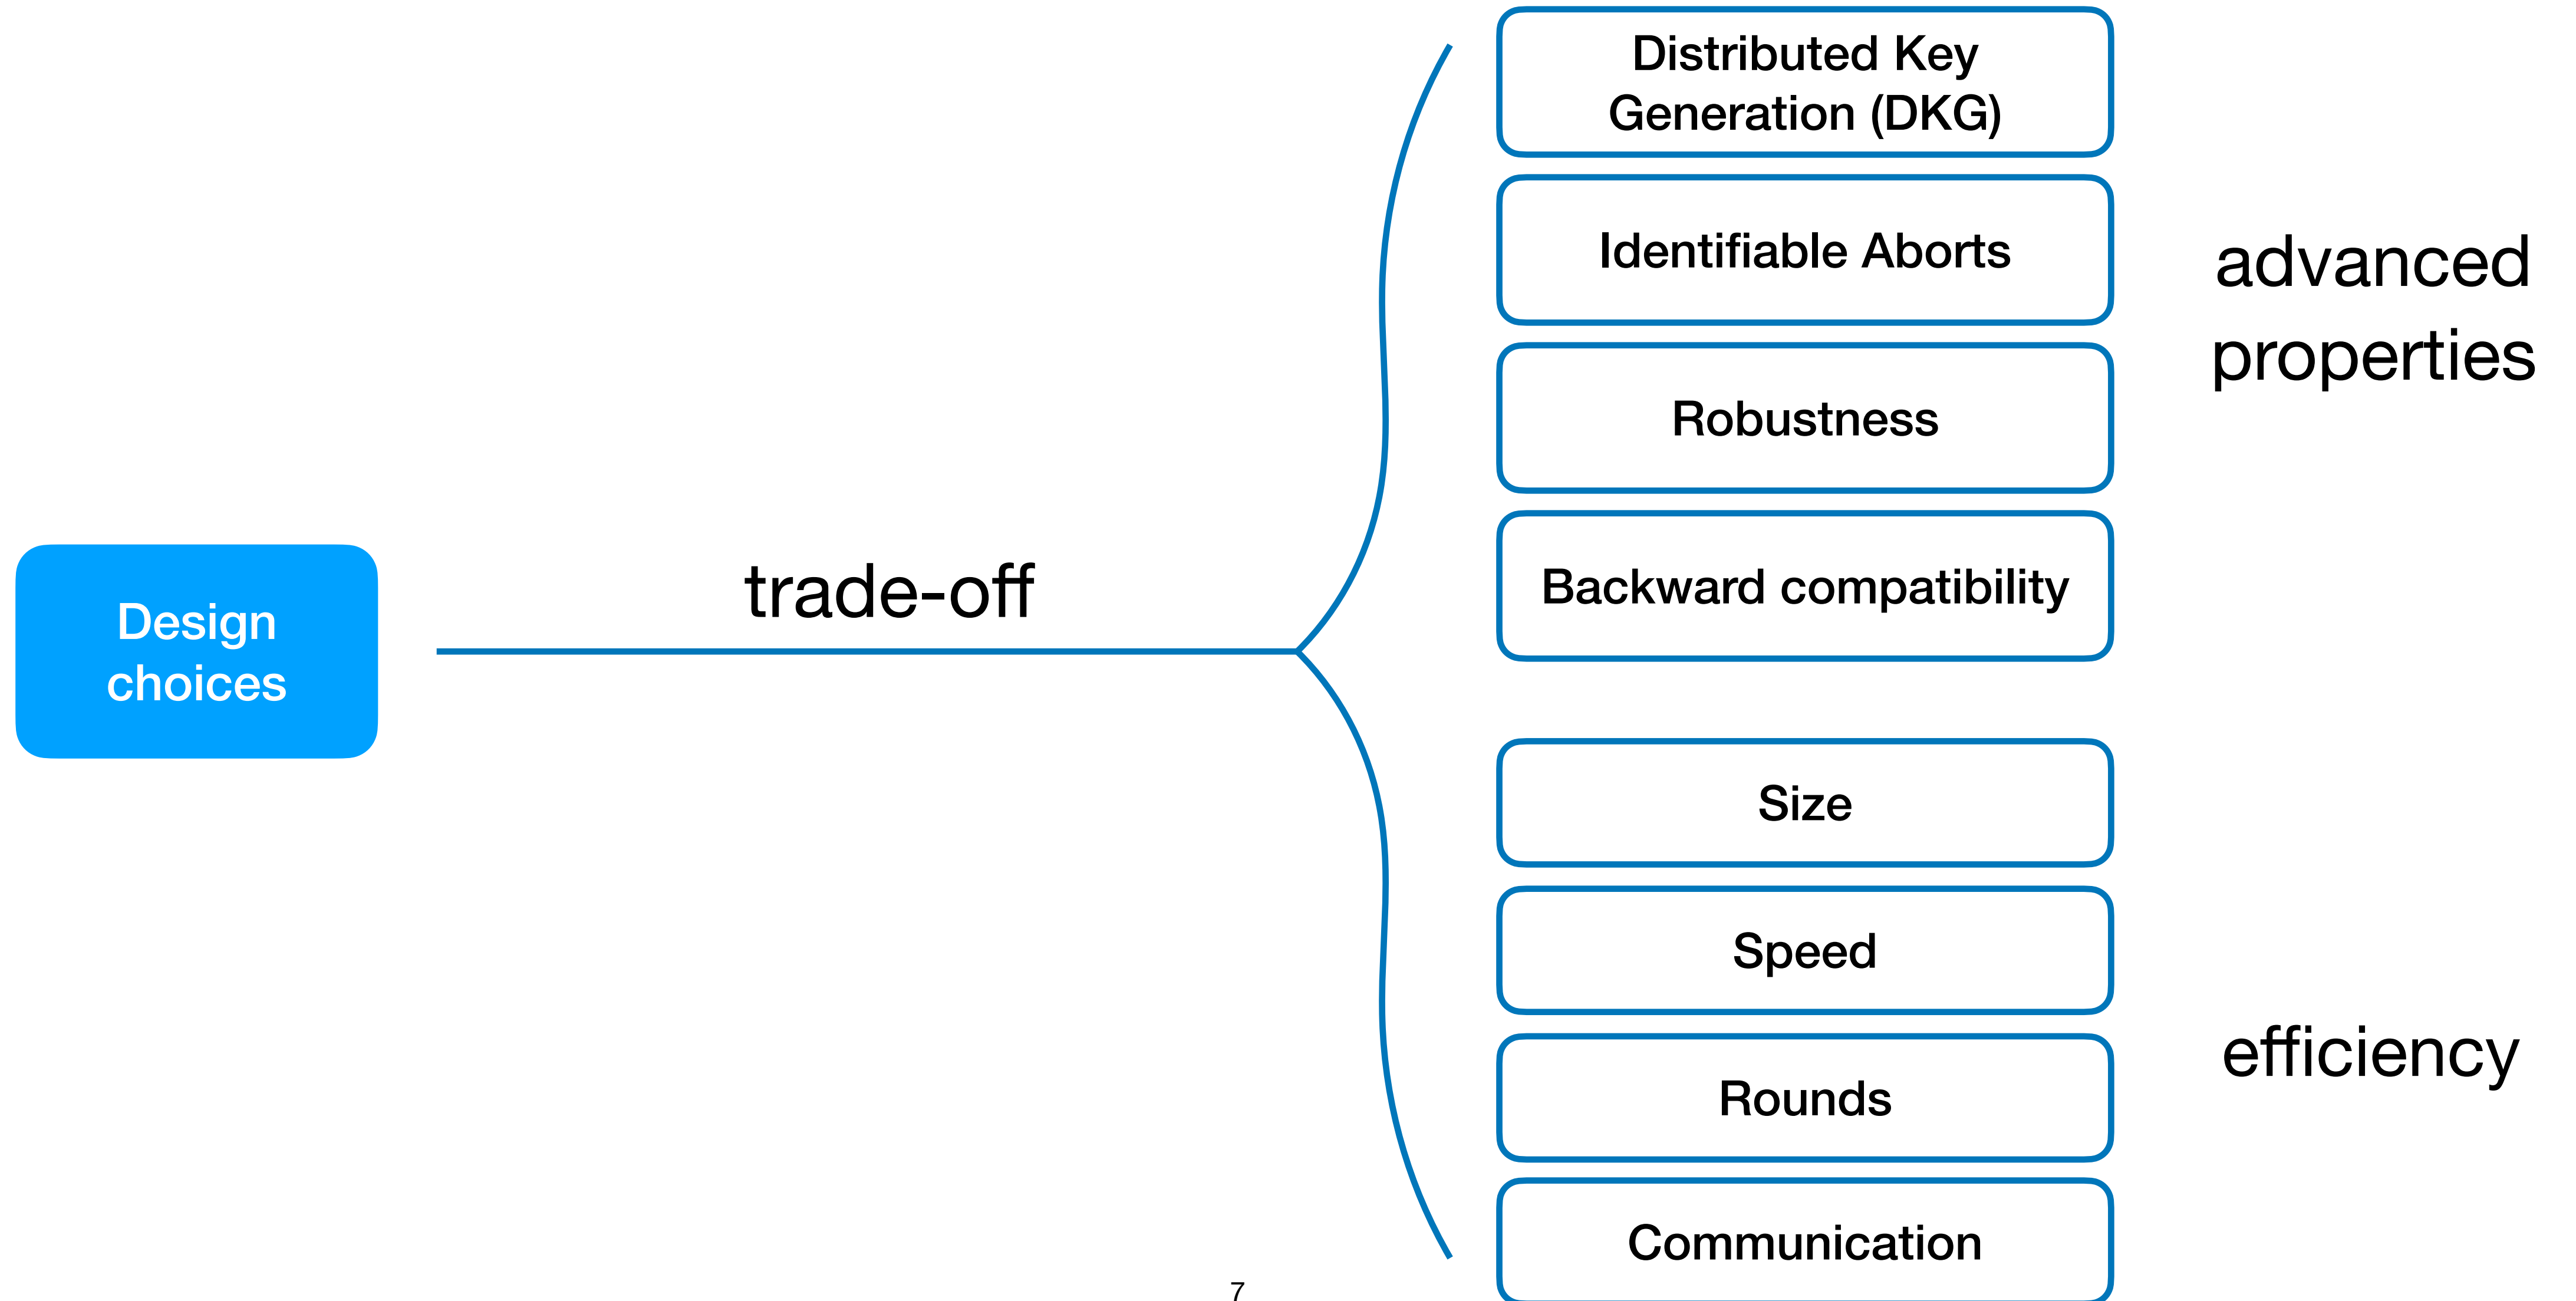 Design
choices
trade-off
Distributed Key
Generation (DKG)
Identifiable Aborts
Robustness
Backward compatibility
advanced
properties
Size
Speed
Rounds
Communication
efficiency
7